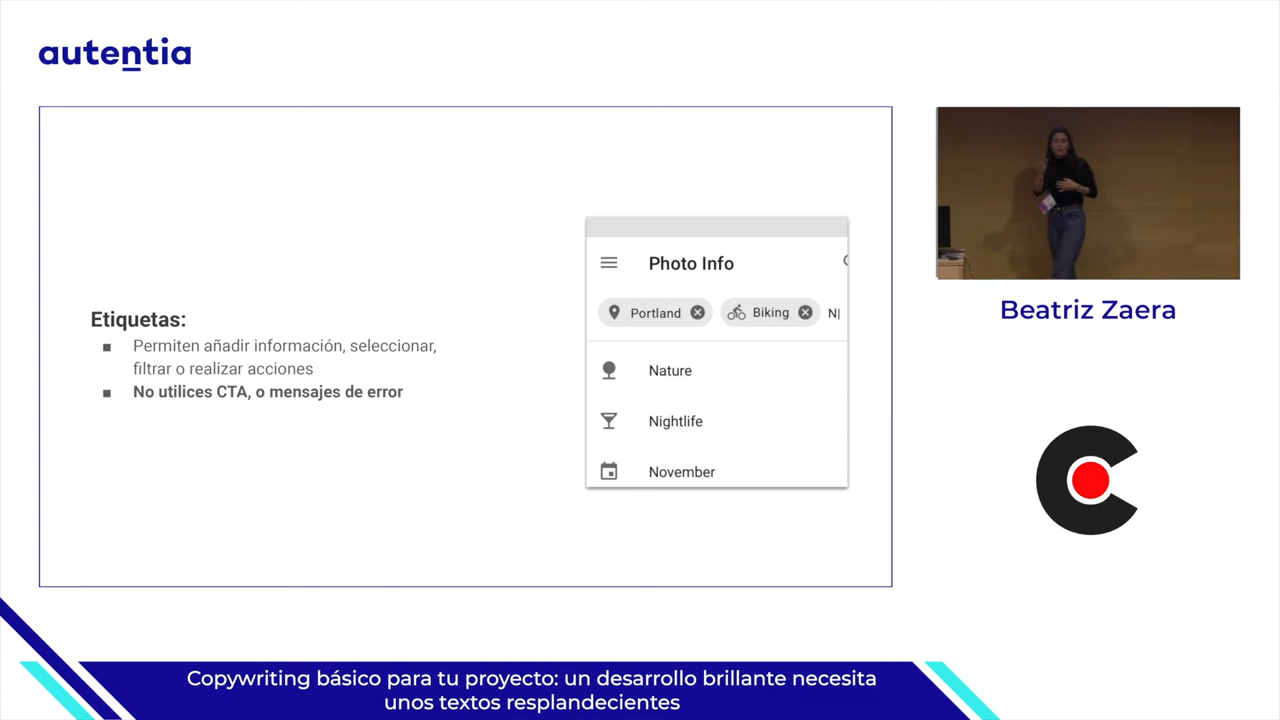 autentia
Etiquetas:
Permiten añadir información, seleccionar,
filtrar o realizar acciones
No utilices CTA, o mensajes de error
Photo Info
Portland
Biking
N
Nature
Nightlife
November
Beatriz Zaera
Copywriting básico para tu proyecto: un desarrollo brillante necesita
unos textos resplandecientes